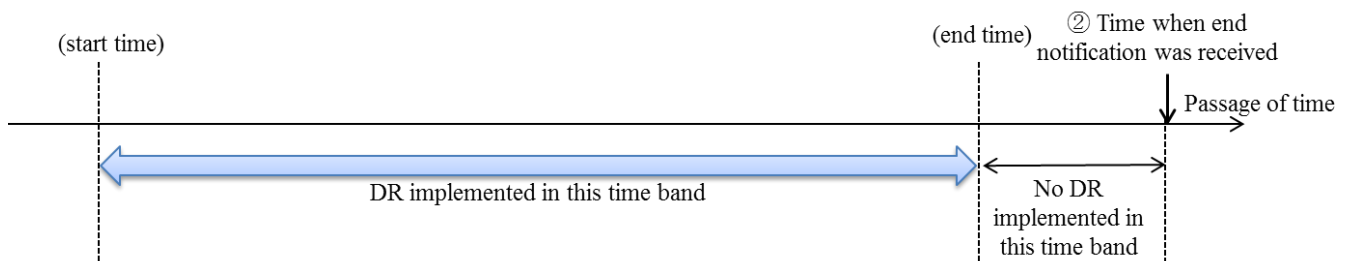 (start time)
(end time)
② Time when end
notification was received
Passage of time
DR implemented in this time band
No DR
implemented in
this time band